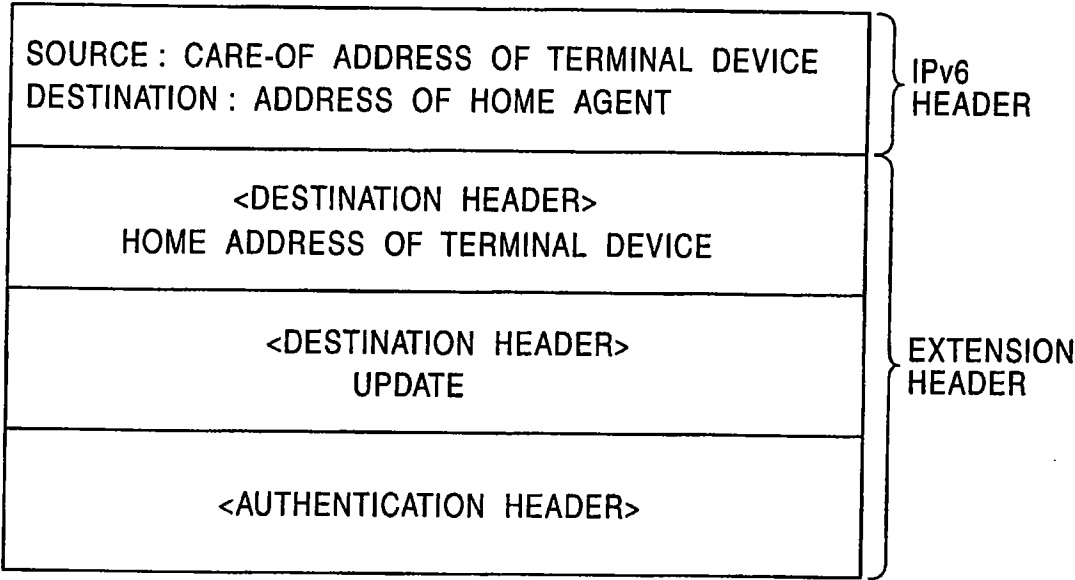 SOURCE : CARE-OF ADDRESS OF TERMINAL DEVICE
DESTINATION : ADDRESS OF HOME AGENT
IPv6
HEADER
<DESTINATION HEADER>
HOME ADDRESS OF TERMINAL DEVICE
<DESTINATION HEADER>
UPDATE
<AUTHENTICATION HEADER>
EXTENSION
HEADER